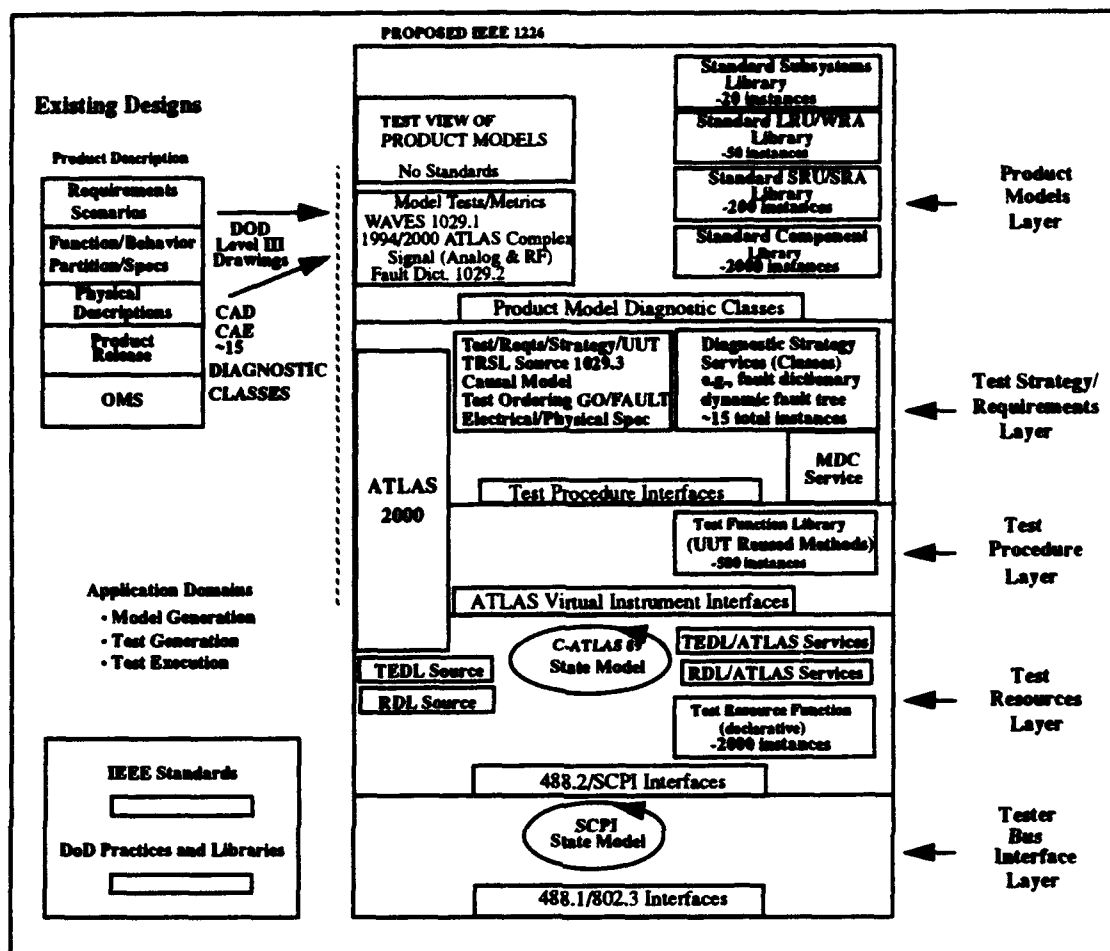 PROPOSED IEEE 1226
Existing Designs
Product Description
Requirements
Scenarios
Function/Behavior
Partition/Specs
Physical
Descriptions
Product
Release
OMS
DOD
Level III
Drawings
CAD
CAE
~15
DIAGNOSTIC
CLASSES
TEST VIEW OF
PRODUCT MODELS
No Standards
Model Tests/Metrics
WAVES 1029.1
1994/2000 ATLAS Complex
Signal (Analog & RF)
Fault Dict. 1029.2
Standard Subsystems
Library
~20 instances
Standard LRU/WRA
Library
~50 instances
Standard SRU/SRA
Library
~200 instances
Standard Component
Library
~2000 instances
Product Model Diagnostic Classes
Product
Models
Layer
ATLAS
2000
Test/Reqts/Strategy/UUT
TRSL Source 1029.3
Causal Model
Test Ordering GO/FAULT
Electrical/Physical Spec
Diagnostic Strategy
Services (Classes)
e.g., fault dictionary
dynamic fault tree
~15 total instances
MDC
Service
Test Procedure Interfaces
Test Strategy/
Requirements
Layer
Test Function Library
(UUT Reused Methods)
~500 instances
ATLAS Virtual Instrument Interfaces
Test
Procedure
Layer
Application Domains
• Model Generation
• Test Generation
• Test Execution
TEDL Source
RDL Source
C-ATLAS 89
State Model
TEDL/ATLAS Services
RDL/ATLAS Services
Test Resource Function
(declarative)
~2000 instances
488.2/SCPI Interfaces
Test
Resources
Layer
IEEE Standards
DoD Practices and Libraries
SCPI
State Model
488.1/802.3 Interfaces
Tester
Bus
Interface
Layer